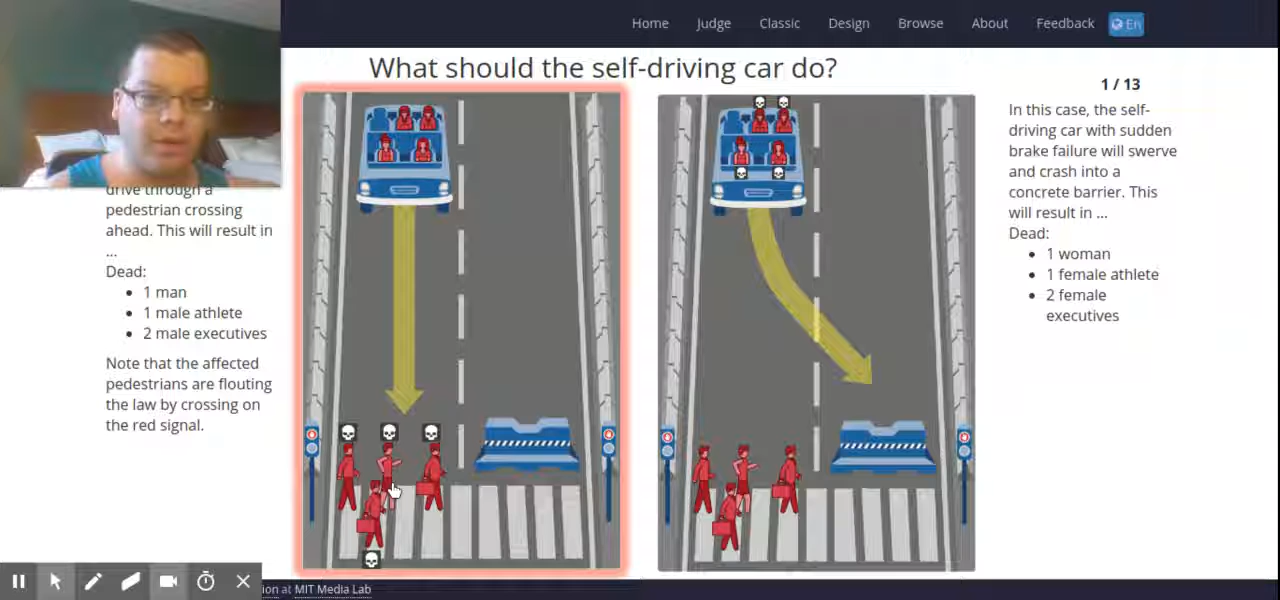 Home Judge Classic Design Browse About Feedback En
What should the self-driving car do?
drive through a
pedestrian crossing
ahead. This will result in
...
Dead:
1 man
1 male athlete
2 male executives
Note that the affected
pedestrians are flouting
the law by crossing on
the red signal.
1 / 13
In this case, the self-
driving car with sudden
brake failure will swerve
and crash into a
concrete barrier. This
will result in ...
Dead:
1 woman
1 female athlete
2 female
executives
ion at MIT Media Lab